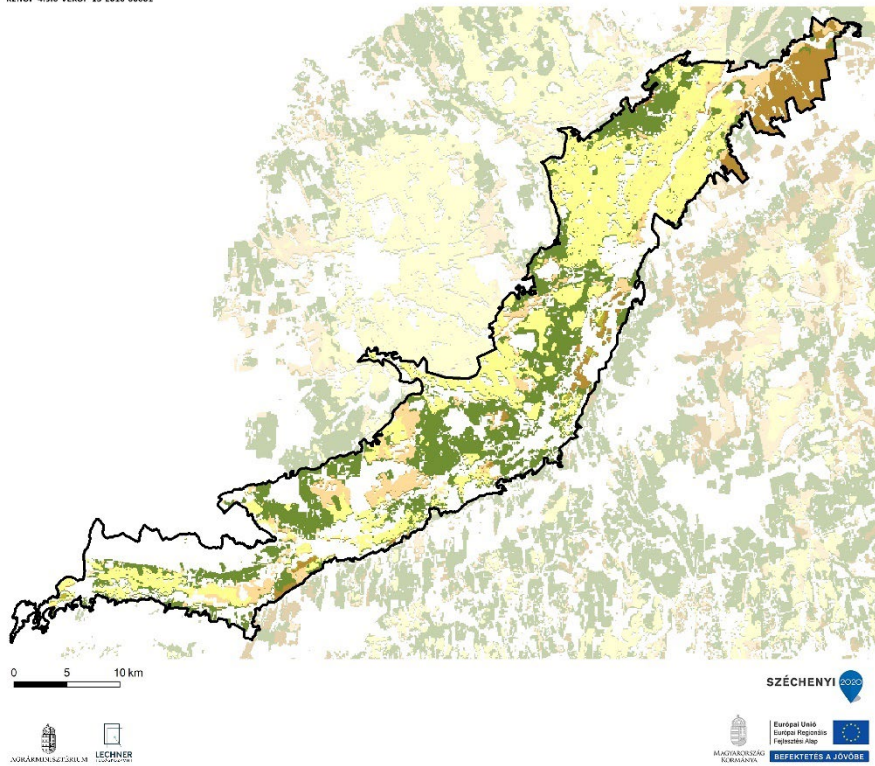 0 5 10 km
SZÉCHENYI 2020
AGRÁRMINISZTÉRIUM
LECHNER
MAGYARORSZÁG
KORMÁNYA
Európai Unió
Európai Regionális
Fejlesztési Alap
BEFEKTETÉS A JÖVŐBE